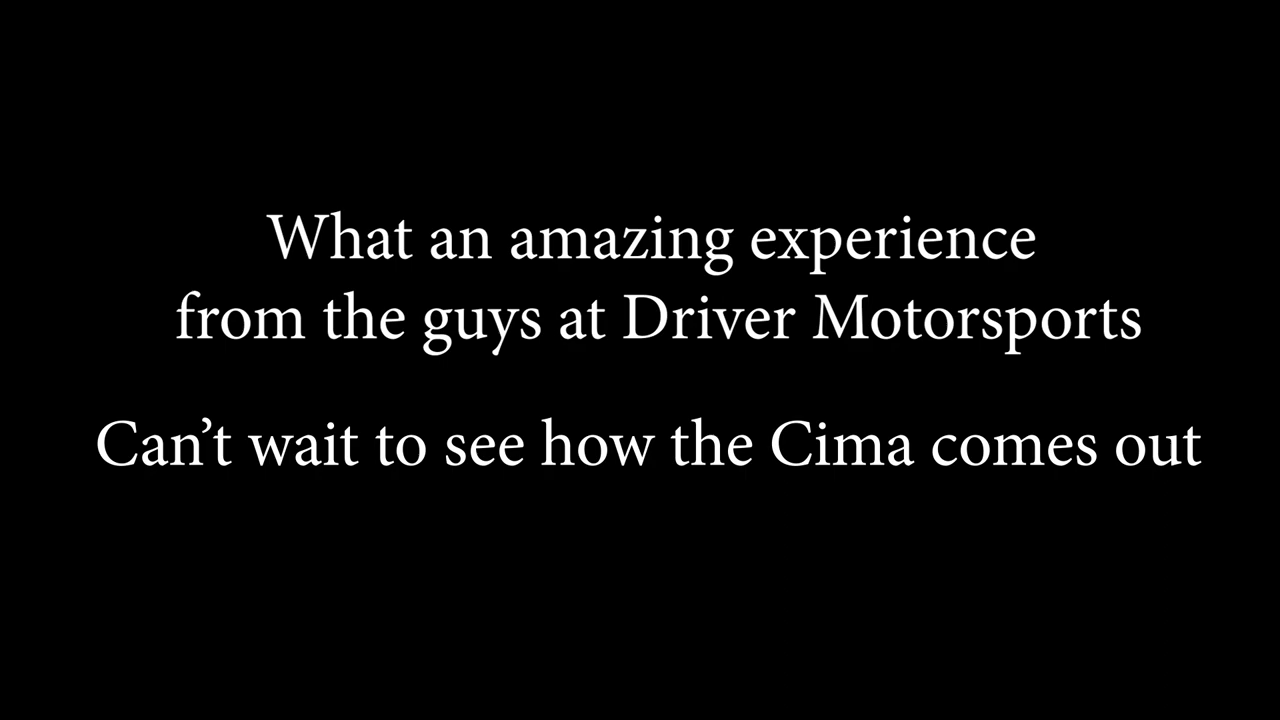 What an amazing experience
from the guys at Driver Motorsports
Can’t wait to see how the Cima comes out